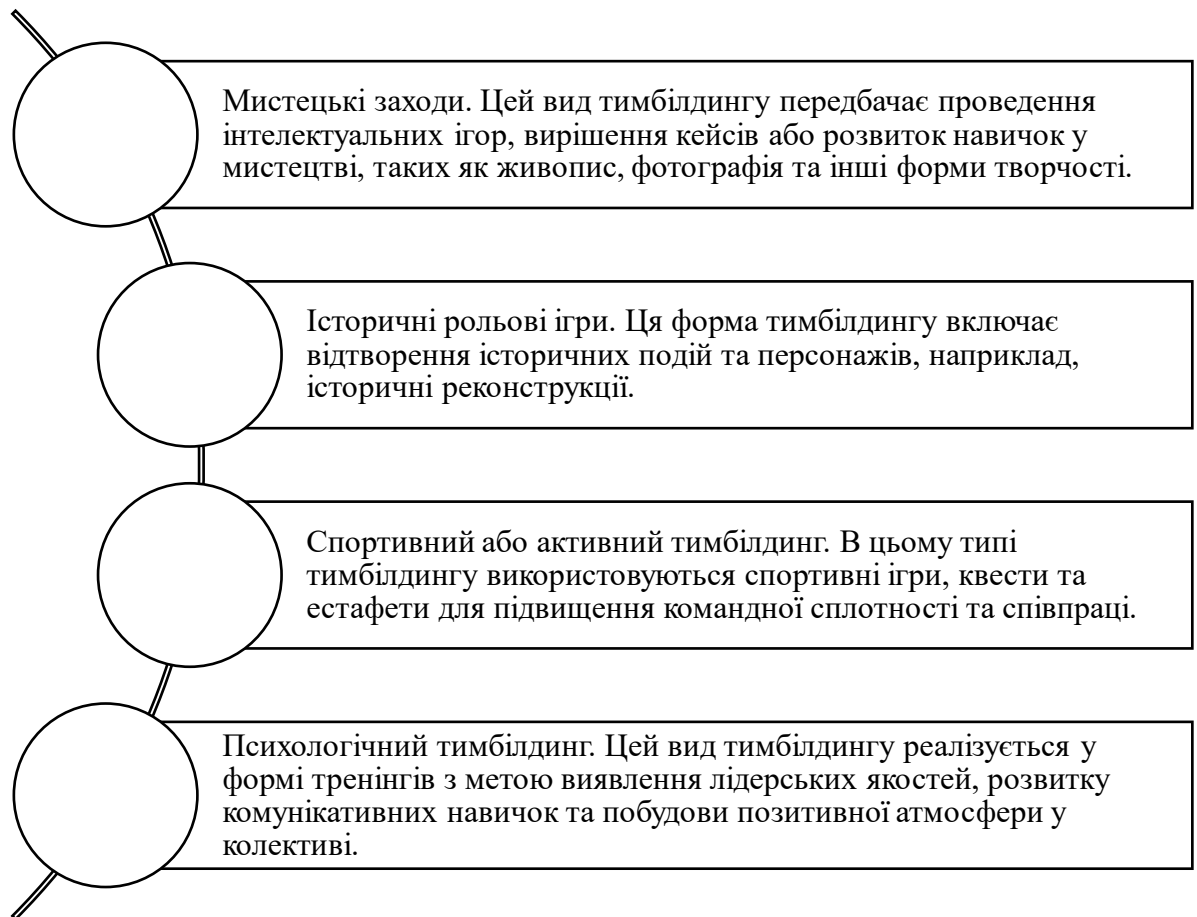 Мистецькі заходи. Цей вид тимбілдингу передбачає проведення
інтелектуальних ігор, вирішення кейсів або розвиток навичок у
мистецтві, таких як живопис, фотографія та інші форми творчості.
Історичні рольові ігри. Ця форма тимбілдингу включає
відтворення історичних подій та персонажів, наприклад,
історичні реконструкції.
Спортивний або активний тимбілдинг. В цьому типі
тимбілдингу використовуються спортивні ігри, квести та
естафети для підвищення командної сплотності та співпраці.
Психологічний тимбілдинг. Цей вид тимбілдингу реалізується у
формі тренінгів з метою виявлення лідерських якостей, розвитку
комунікативних навичок та побудови позитивної атмосфери у
колективі.